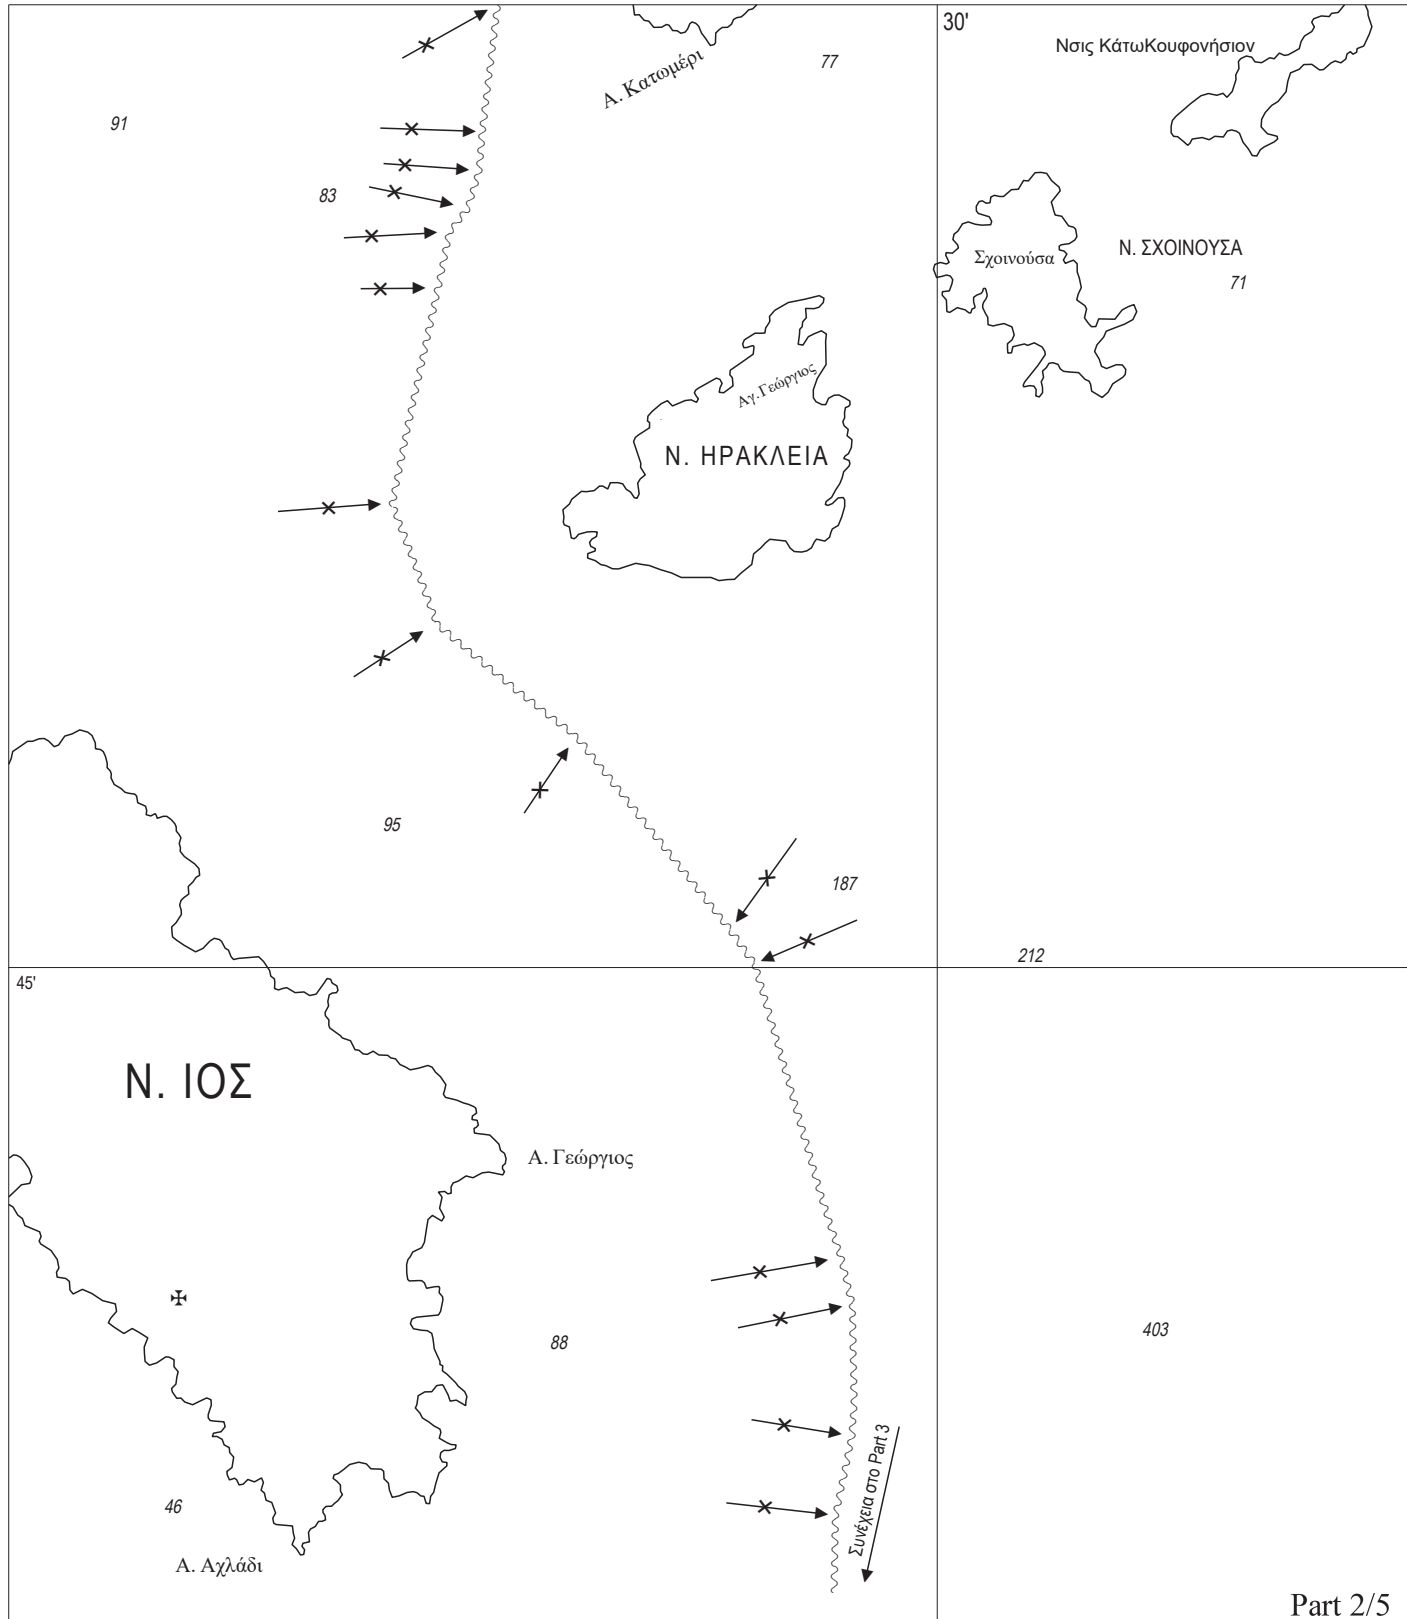 30'
Νσις ΚάτωΚουφονήσιον
Α. Κατωμέρι
77
91
83
Σχοινούσα
Ν. ΣΧΟΙΝΟΥΣΑ
71
Αγ. Γεώργιος
Ν. ΗΡΑΚΛΕΙΑ
95
187
212
45'
Ν. ΙΟΣ
Α. Γεώργιος
88
403
Συνέχεια στο Part 3
46
Α. Αχλάδι
Part 2/5